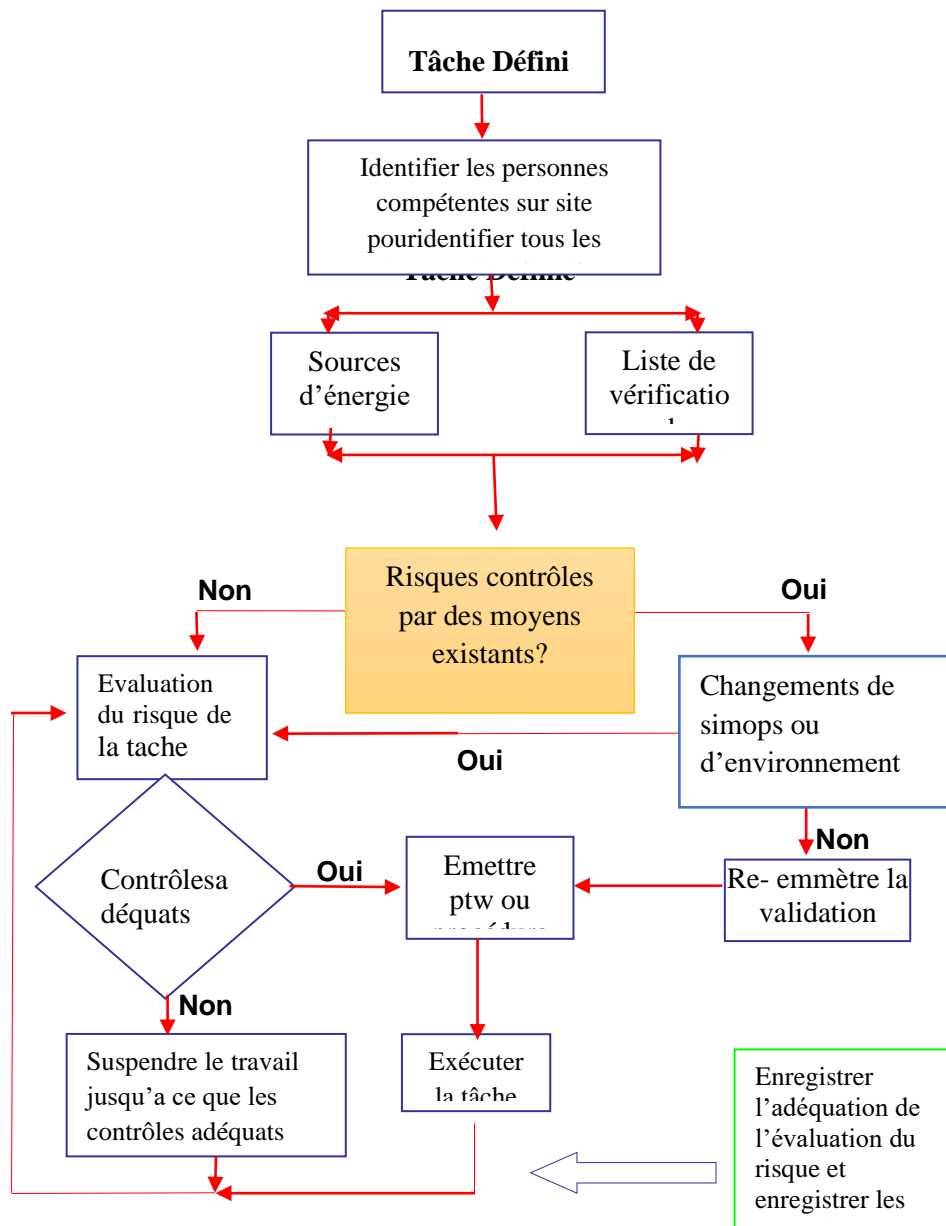 Tâche Défini
Identifier les personnes
compétentes sur site
pouridentifier tous les
Sources
d'énergie
Liste de
vérificatio
Non
Risques contrôles
par des moyens
existants?
Oui
Evaluation
du risque de
la tache
Changements de
simops ou
d'environnement
Oui
Non
Contrôlesa
déquats
Oui
Emettre
ptw ou
procédure
Re- emmètre la
validation
Non
Suspendre le travail
jusqu'a ce que les
contrôles adéquats
Exécuter
la tâche
Enregistrer
l'adéquation de
l'évaluation du
risque et
enregistrer les